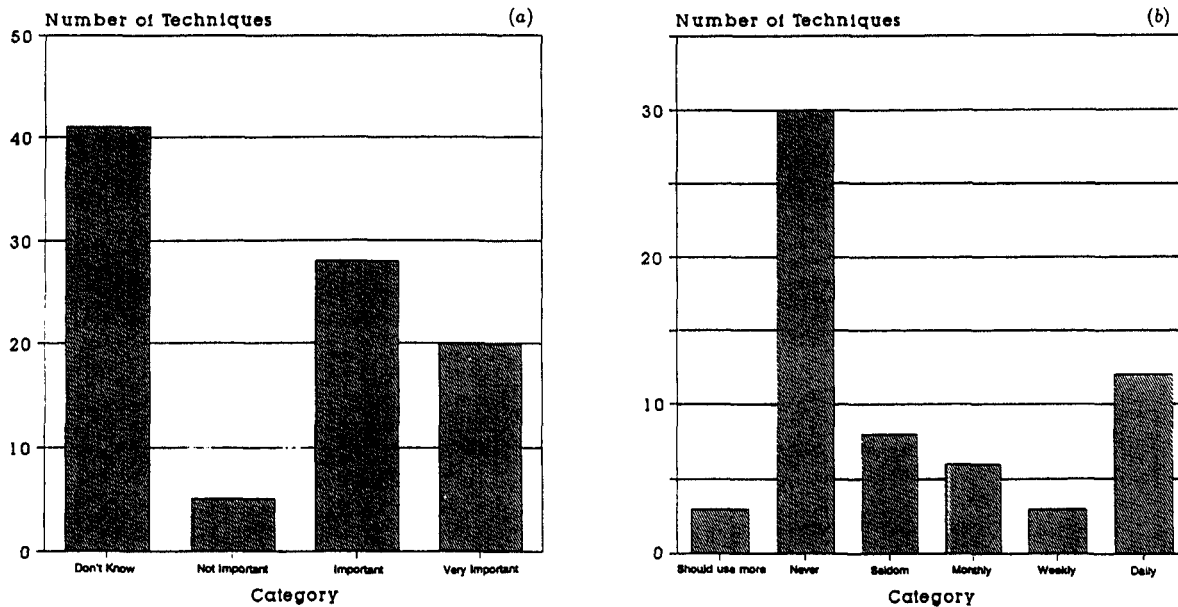 Number of Techniques (a)
50
40
30
20
10
0
Don't Know Not Important Important Very Important
Category
Number of Techniques (b)
30
20
10
0
Should use more Never Seldom Monthly Weekly Daily
Category